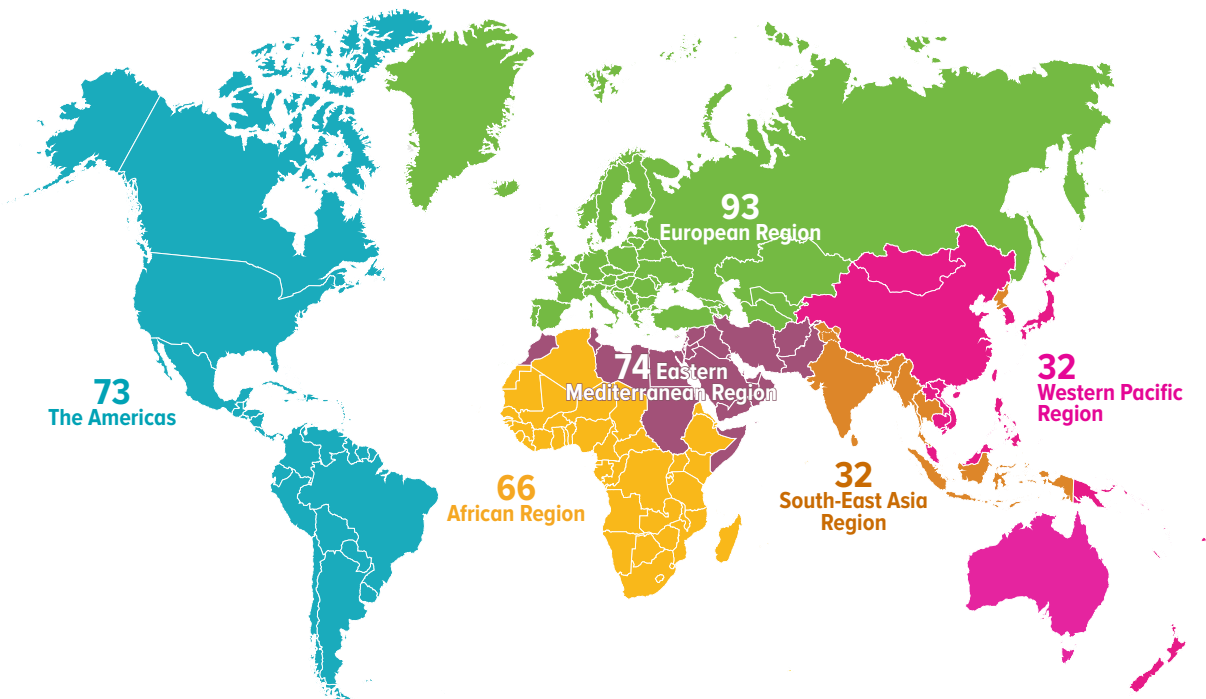 93
European Region
74 Eastern
Mediterranean Region
73
The Americas
32
Western Pacific
Region
66
African Region
32
South-East Asia
Region